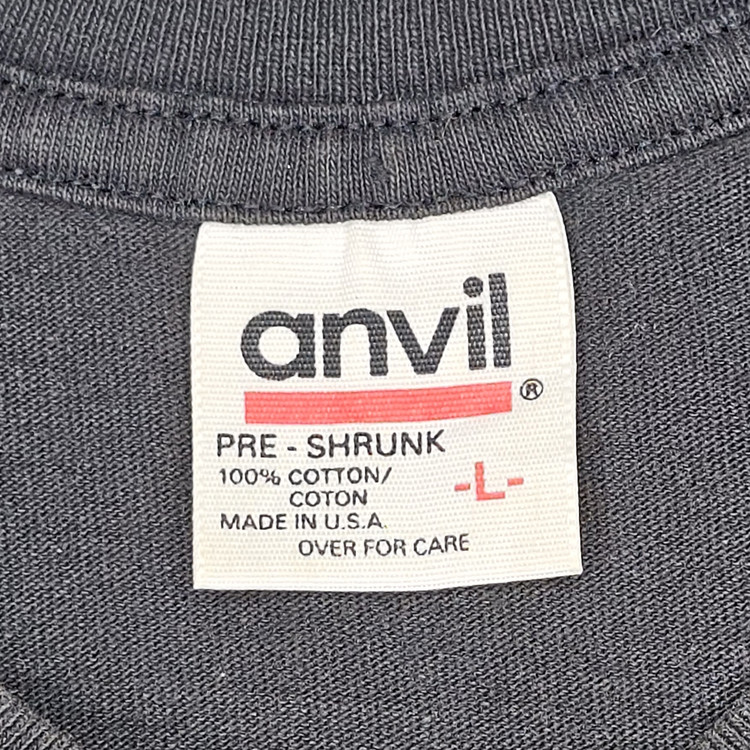 anvil®
PRE - SHRUNK
100% COTTON/
COTON
-L-
MADE IN U.S.A.
OVER FOR CARE